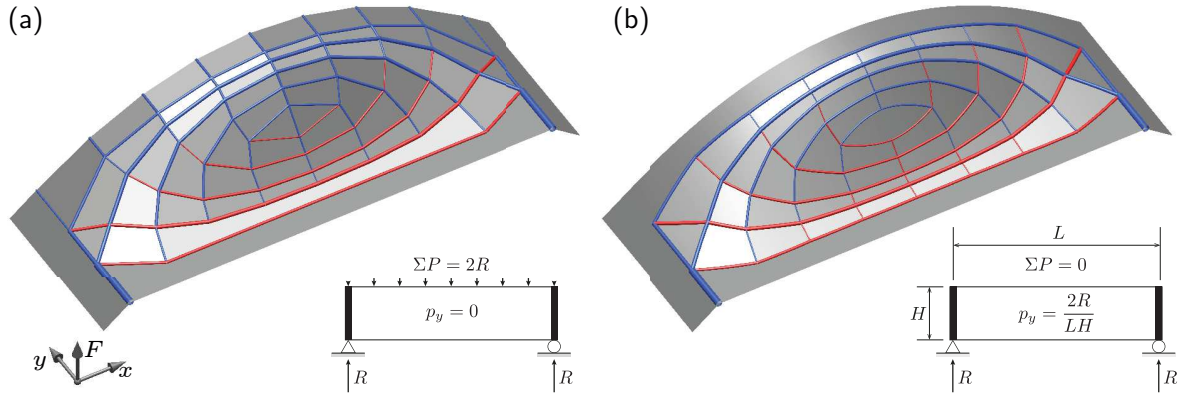 (a)
ΣP = 2R
p_y = 0
R
R
y
F
x
(b)
L
ΣP = 0
H
p_y = 2R/LH
R
R